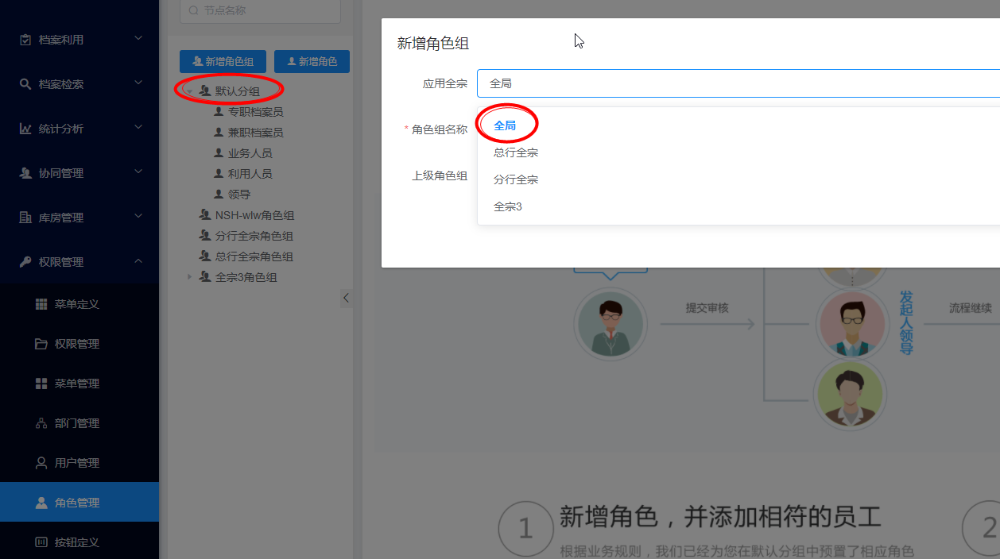 档案利用
档案检索
统计分析
协同管理
库房管理
权限管理
菜单定义
权限管理
菜单管理
部门管理
用户管理
角色管理
按钮定义
节点名称
新增角色组 新增角色
默认分组
专职档案员
兼职档案员
业务人员
利用人员
领导
NSH-wlw角色组
分行全宗角色组
总行全宗角色组
全宗3角色组
新增角色组
应用全宗 全局
* 角色组名称
上级角色组
全局
总行全宗
分行全宗
全宗3
提交审核
发起人领导
流程继续
1 新增角色，并添加相符的员工
根据业务规则，我们已经为您在默认分组中预置了相应角色
2